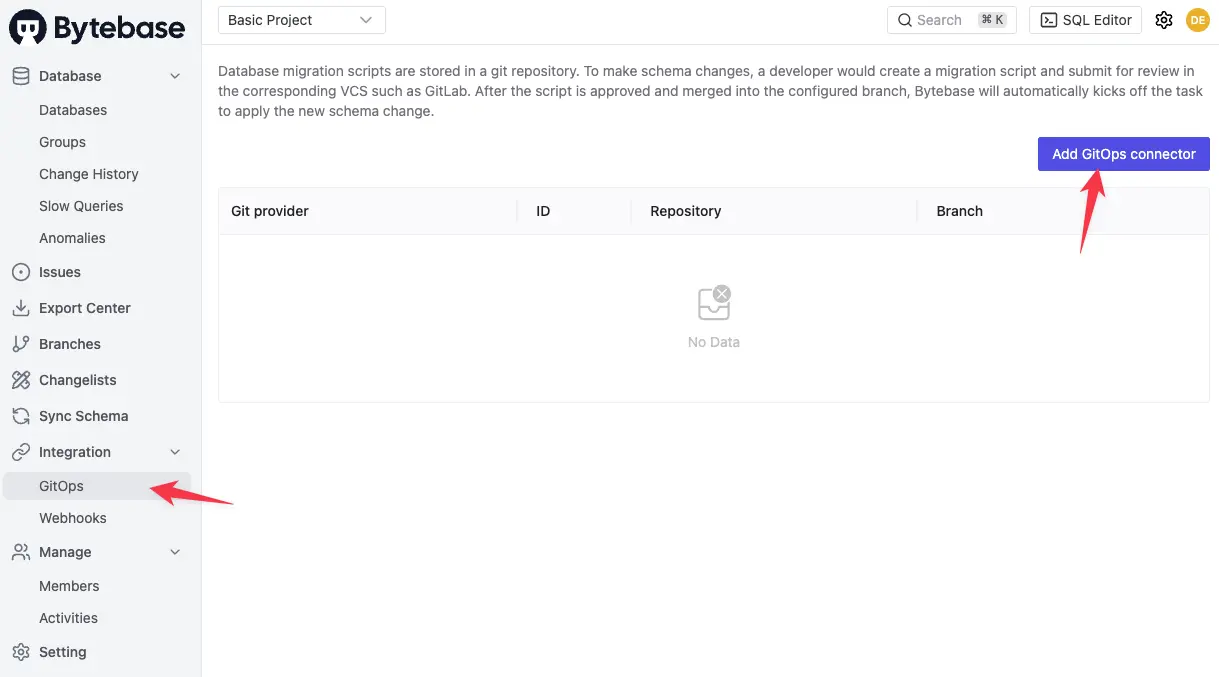 Bytebase
Basic Project
Search
⌘ K
SQL Editor
DE
Database
Databases
Groups
Change History
Slow Queries
Anomalies
Issues
Export Center
Branches
Changelists
Sync Schema
Integration
GitOps
Webhooks
Manage
Members
Activities
Setting
Database migration scripts are stored in a git repository. To make schema changes, a developer would create a migration script and submit for review in
the corresponding VCS such as GitLab. After the script is approved and merged into the configured branch, Bytebase will automatically kicks off the task
to apply the new schema change.
Add GitOps connector
Git provider
ID
Repository
Branch
No Data